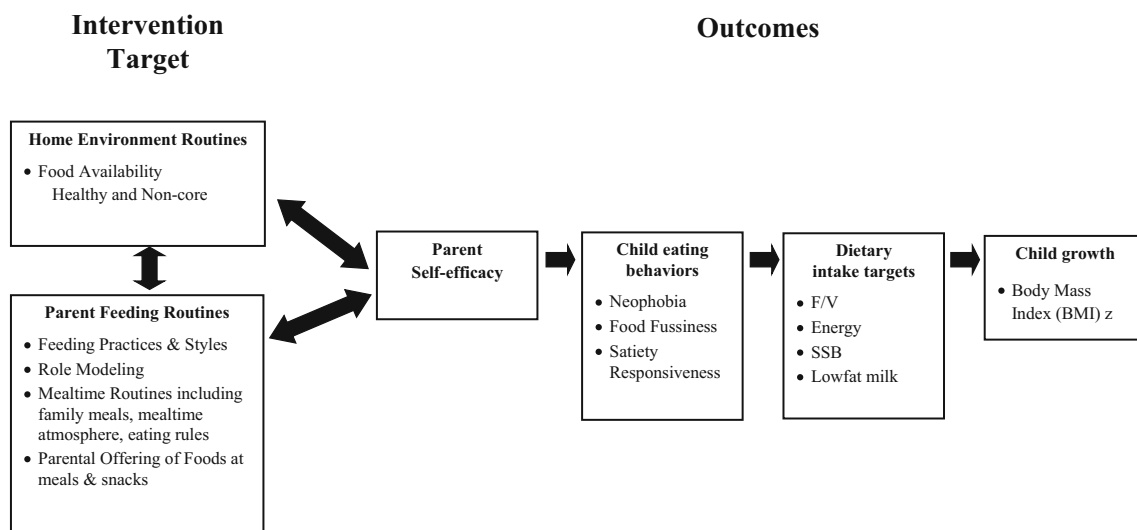 Intervention
Target
Outcomes
Home Environment Routines
• Food Availability
Healthy and Non-core
Parent Feeding Routines
• Feeding Practices & Styles
• Role Modeling
• Mealtime Routines including
family meals, mealtime
atmosphere, eating rules
• Parental Offering of Foods at
meals & snacks
Parent
Self-efficacy
Child eating
behaviors
• Neophobia
• Food Fussiness
• Satiety
Responsiveness
Dietary
intake targets
• F/V
• Energy
• SSB
• Lowfat milk
Child growth
• Body Mass
Index (BMI) z